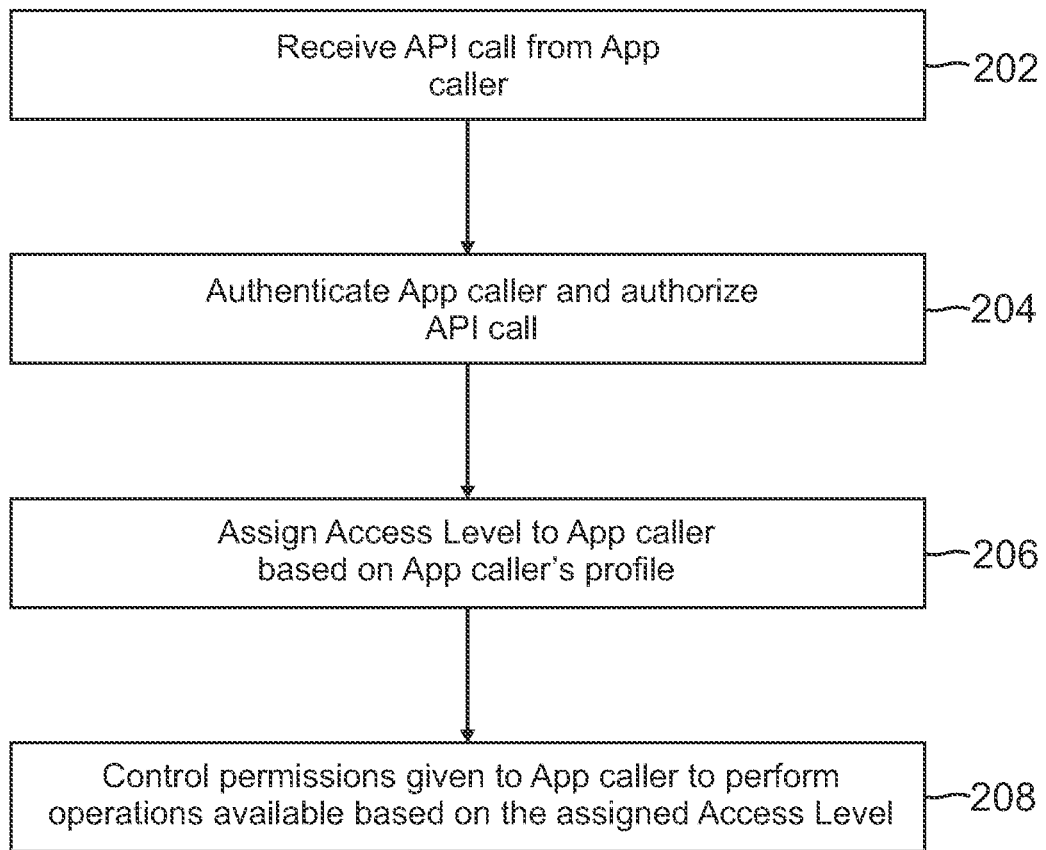 Receive API call from App
caller
202
Authenticate App caller and authorize
API call
204
Assign Access Level to App caller
based on App caller's profile
206
Control permissions given to App caller to perform
operations available based on the assigned Access Level
208